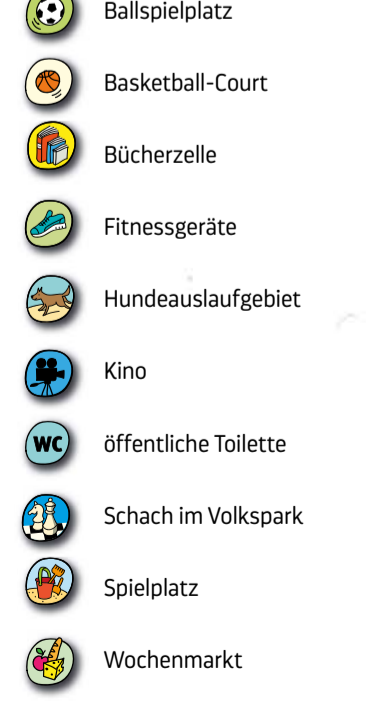 Ballspielplatz
Basketball-Court
Bücherzelle
Fitnessgeräte
Hundeauslaufgebiet
Kino
WC öffentliche Toilette
Schach im Volkspark
Spielplatz
Wochenmarkt